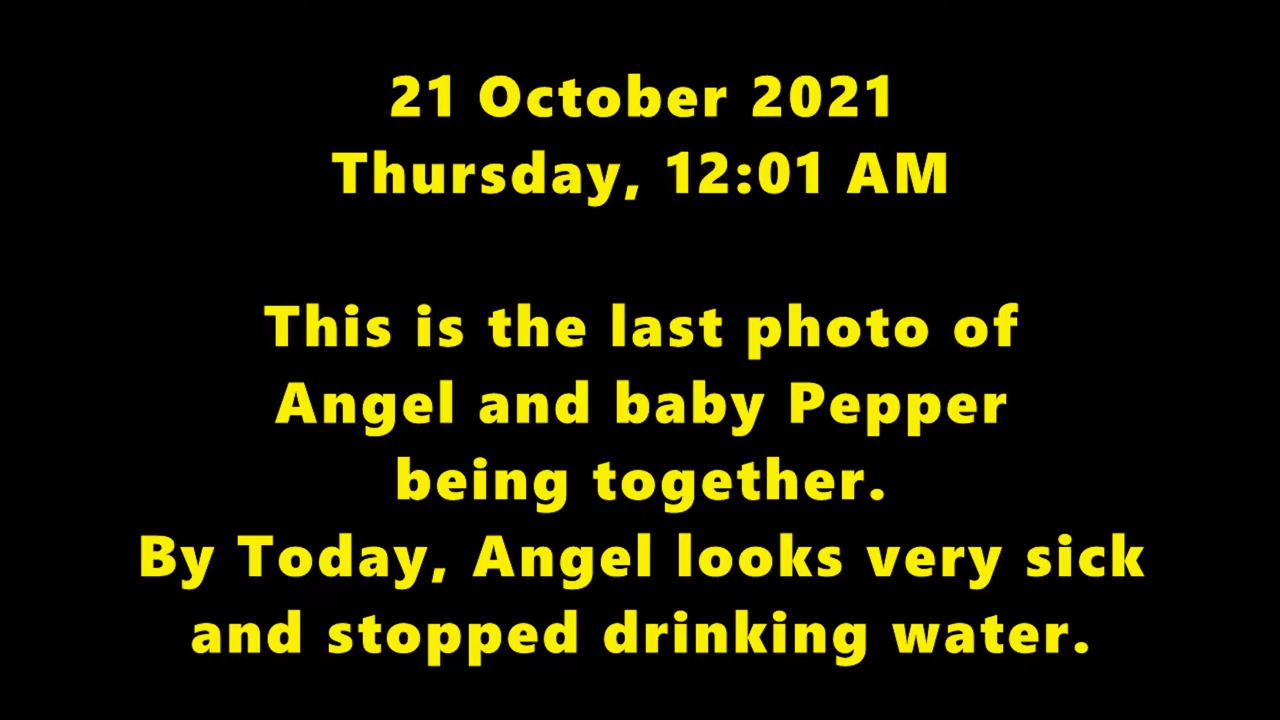 21 October 2021
Thursday, 12:01 AM
This is the last photo of
Angel and baby Pepper
being together.
By Today, Angel looks very sick
and stopped drinking water.